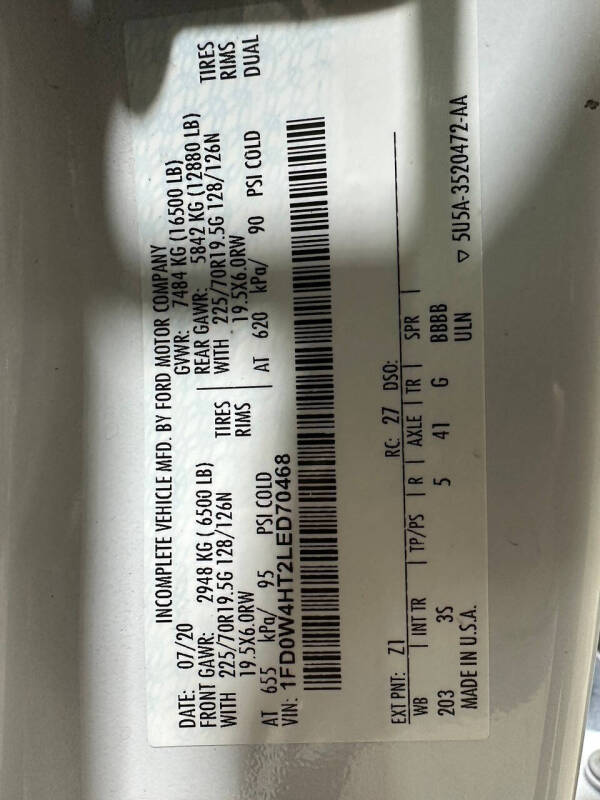 INCOMPLETE VEHICLE MFD. BY FORD MOTOR COMPANY
DATE: 07/20 GVWR: 7484 KG (16500 LB)
FRONT GAWR: 2948 KG ( 6500 LB) REAR GAWR: 5842 KG (12880 LB)
WITH 225/70R19.5G 128/126N TIRES WITH 225/70R19.5G 128/126N TIRES
19.5X6.0RW RIMS 19.5X6.0RW RIMS
AT 655 kPa/ 95 PSI COLD AT 620 kPa/ 90 PSI COLD DUAL
VIN: 1FD0W4HT2LED70468
EXT PNT: Z1 RC: 27 DSO:
WB | INT TR | TP/PS | R | AXLE | TR | SPR |
203 3S 5 41 G BBBB
MADE IN U.S.A. ULN
▽ 5U5A-3520472-AA